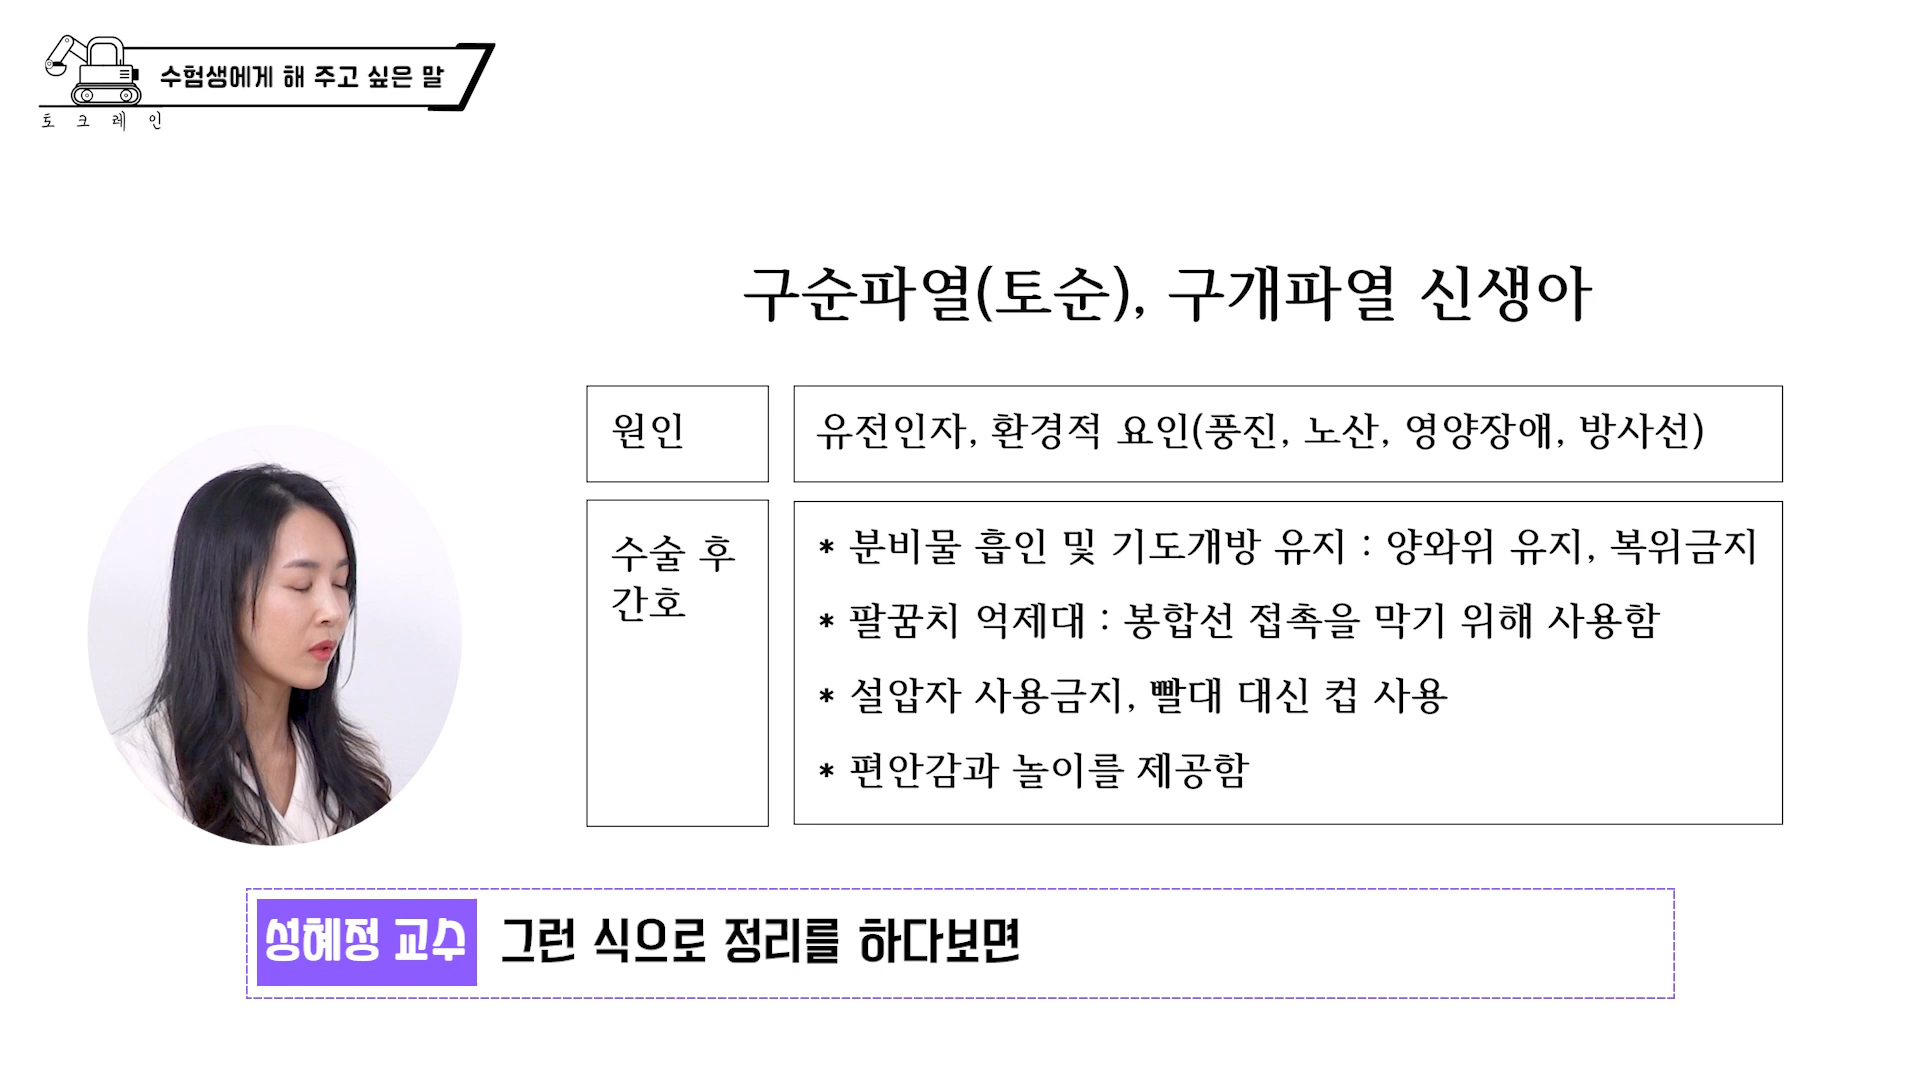 수험생에게 해 주고 싶은 말
토크레인
구순파열(토순), 구개파열 신생아
원인
유전인자, 환경적 요인(풍진, 노산, 영양장애, 방사선)
수술 후
간호
* 분비물 흡인 및 기도개방 유지 : 양와위 유지, 복위금지
* 팔꿈치 억제대 : 봉합선 접촉을 막기 위해 사용함
* 설압자 사용금지, 빨대 대신 컵 사용
* 편안감과 놀이를 제공함
성혜정 교수 그런 식으로 정리를 하다보면